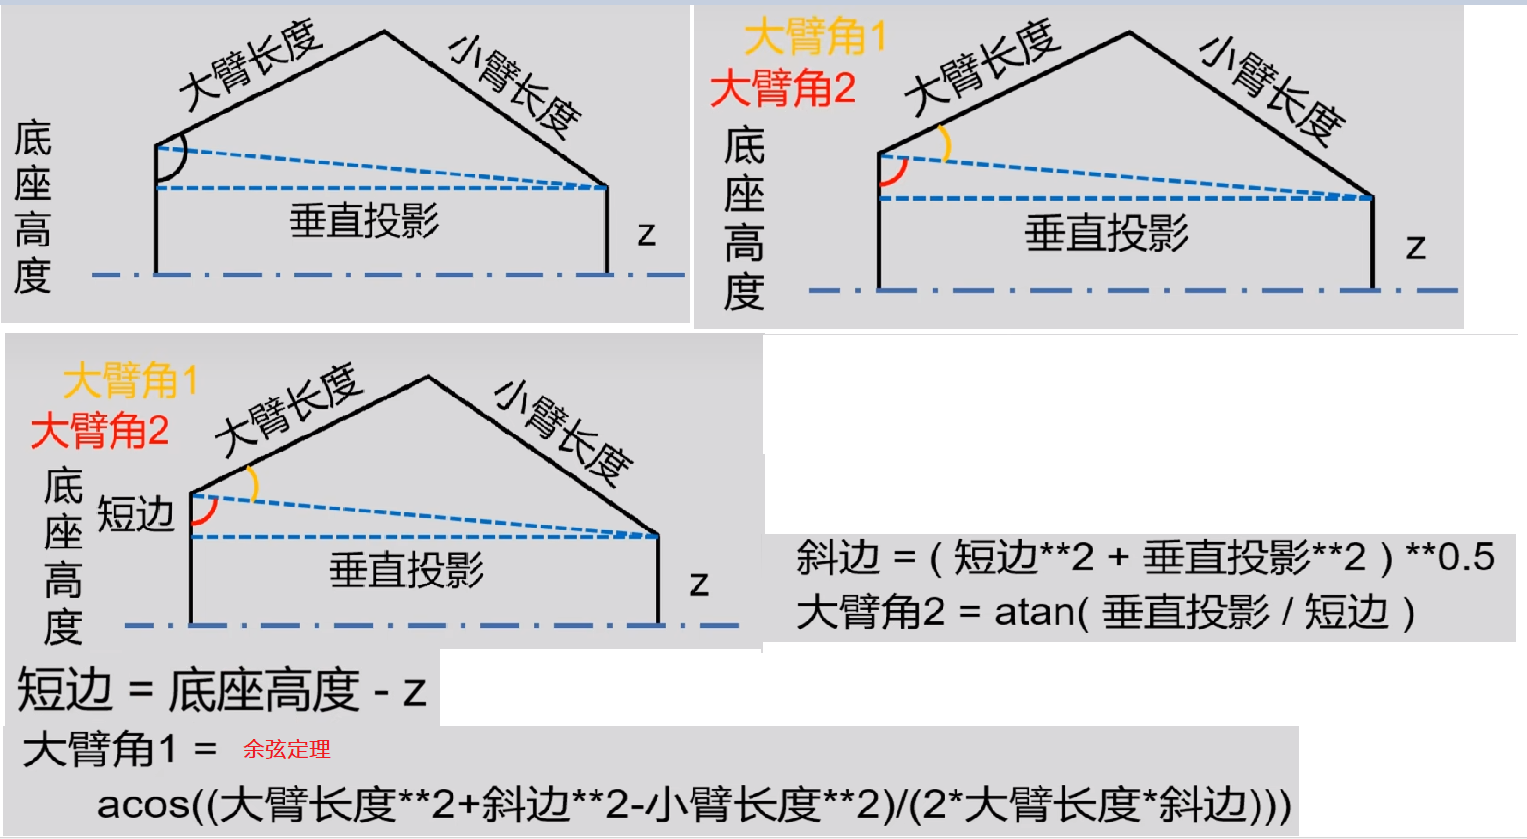 大臂长度
小臂长度
底座高度
垂直投影
z
大臂角1
大臂角2
大臂长度
小臂长度
底座高度
垂直投影
z
大臂角1
大臂角2
大臂长度
小臂长度
底座高度
短边
垂直投影
z
斜边 = ( 短边**2 + 垂直投影**2 ) **0.5
大臂角2 = atan( 垂直投影 / 短边 )
短边 = 底座高度 - z
大臂角1 = 余弦定理
acos((大臂长度**2+斜边**2-小臂长度**2)/(2*大臂长度*斜边)))